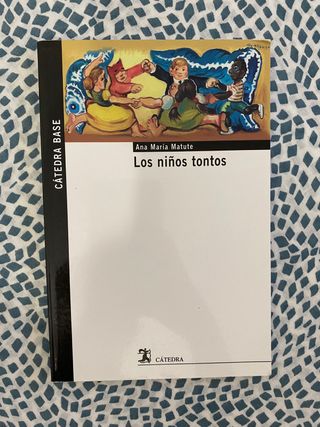 CÁTEDRA BASE
Ana María Matute
Los niños tontos
CÁTEDRA